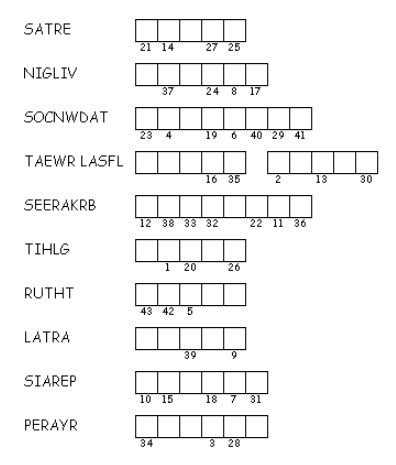 SATRE
21 14 27 25
NIGLIV
37 24 8 17
SOCNWDAT
23 4 19 6 40 29 41
TAEWR LASFL
16 35 2 13 30
SEERAKRB
12 38 33 32 22 11 36
TIHLG
1 20 26
RUTHT
43 42 5
LATRA
39 9
SIAREP
10 15 18 7 31
PERAYR
34 3 28